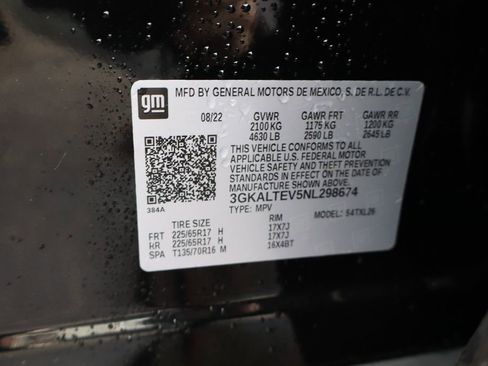 gm
MFD BY GENERAL MOTORS DE MEXICO, S. DE R.L. DE C.V.
08/22 GVWR GAWR FRT GAWR RR
2100 KG 1175 KG 1200 KG
4630 LB 2590 LB 2645 LB
THIS VEHICLE CONFORMS TO ALL
APPLICABLE U.S. FEDERAL MOTOR
VEHICLE SAFETY AND THEFT PREVENTION
STANDARDS IN EFFECT ON THE DATE OF
MANUFACTURE SHOWN ABOVE.
3GKALTEV5NL298674
384A
TYPE: MPV MODEL: 54TXL26
TIRE SIZE RIM
FRT 225/65R17 H 17X7J
RR 225/65R17 H 17X7J
SPA T135/70R16 M 16X4BT